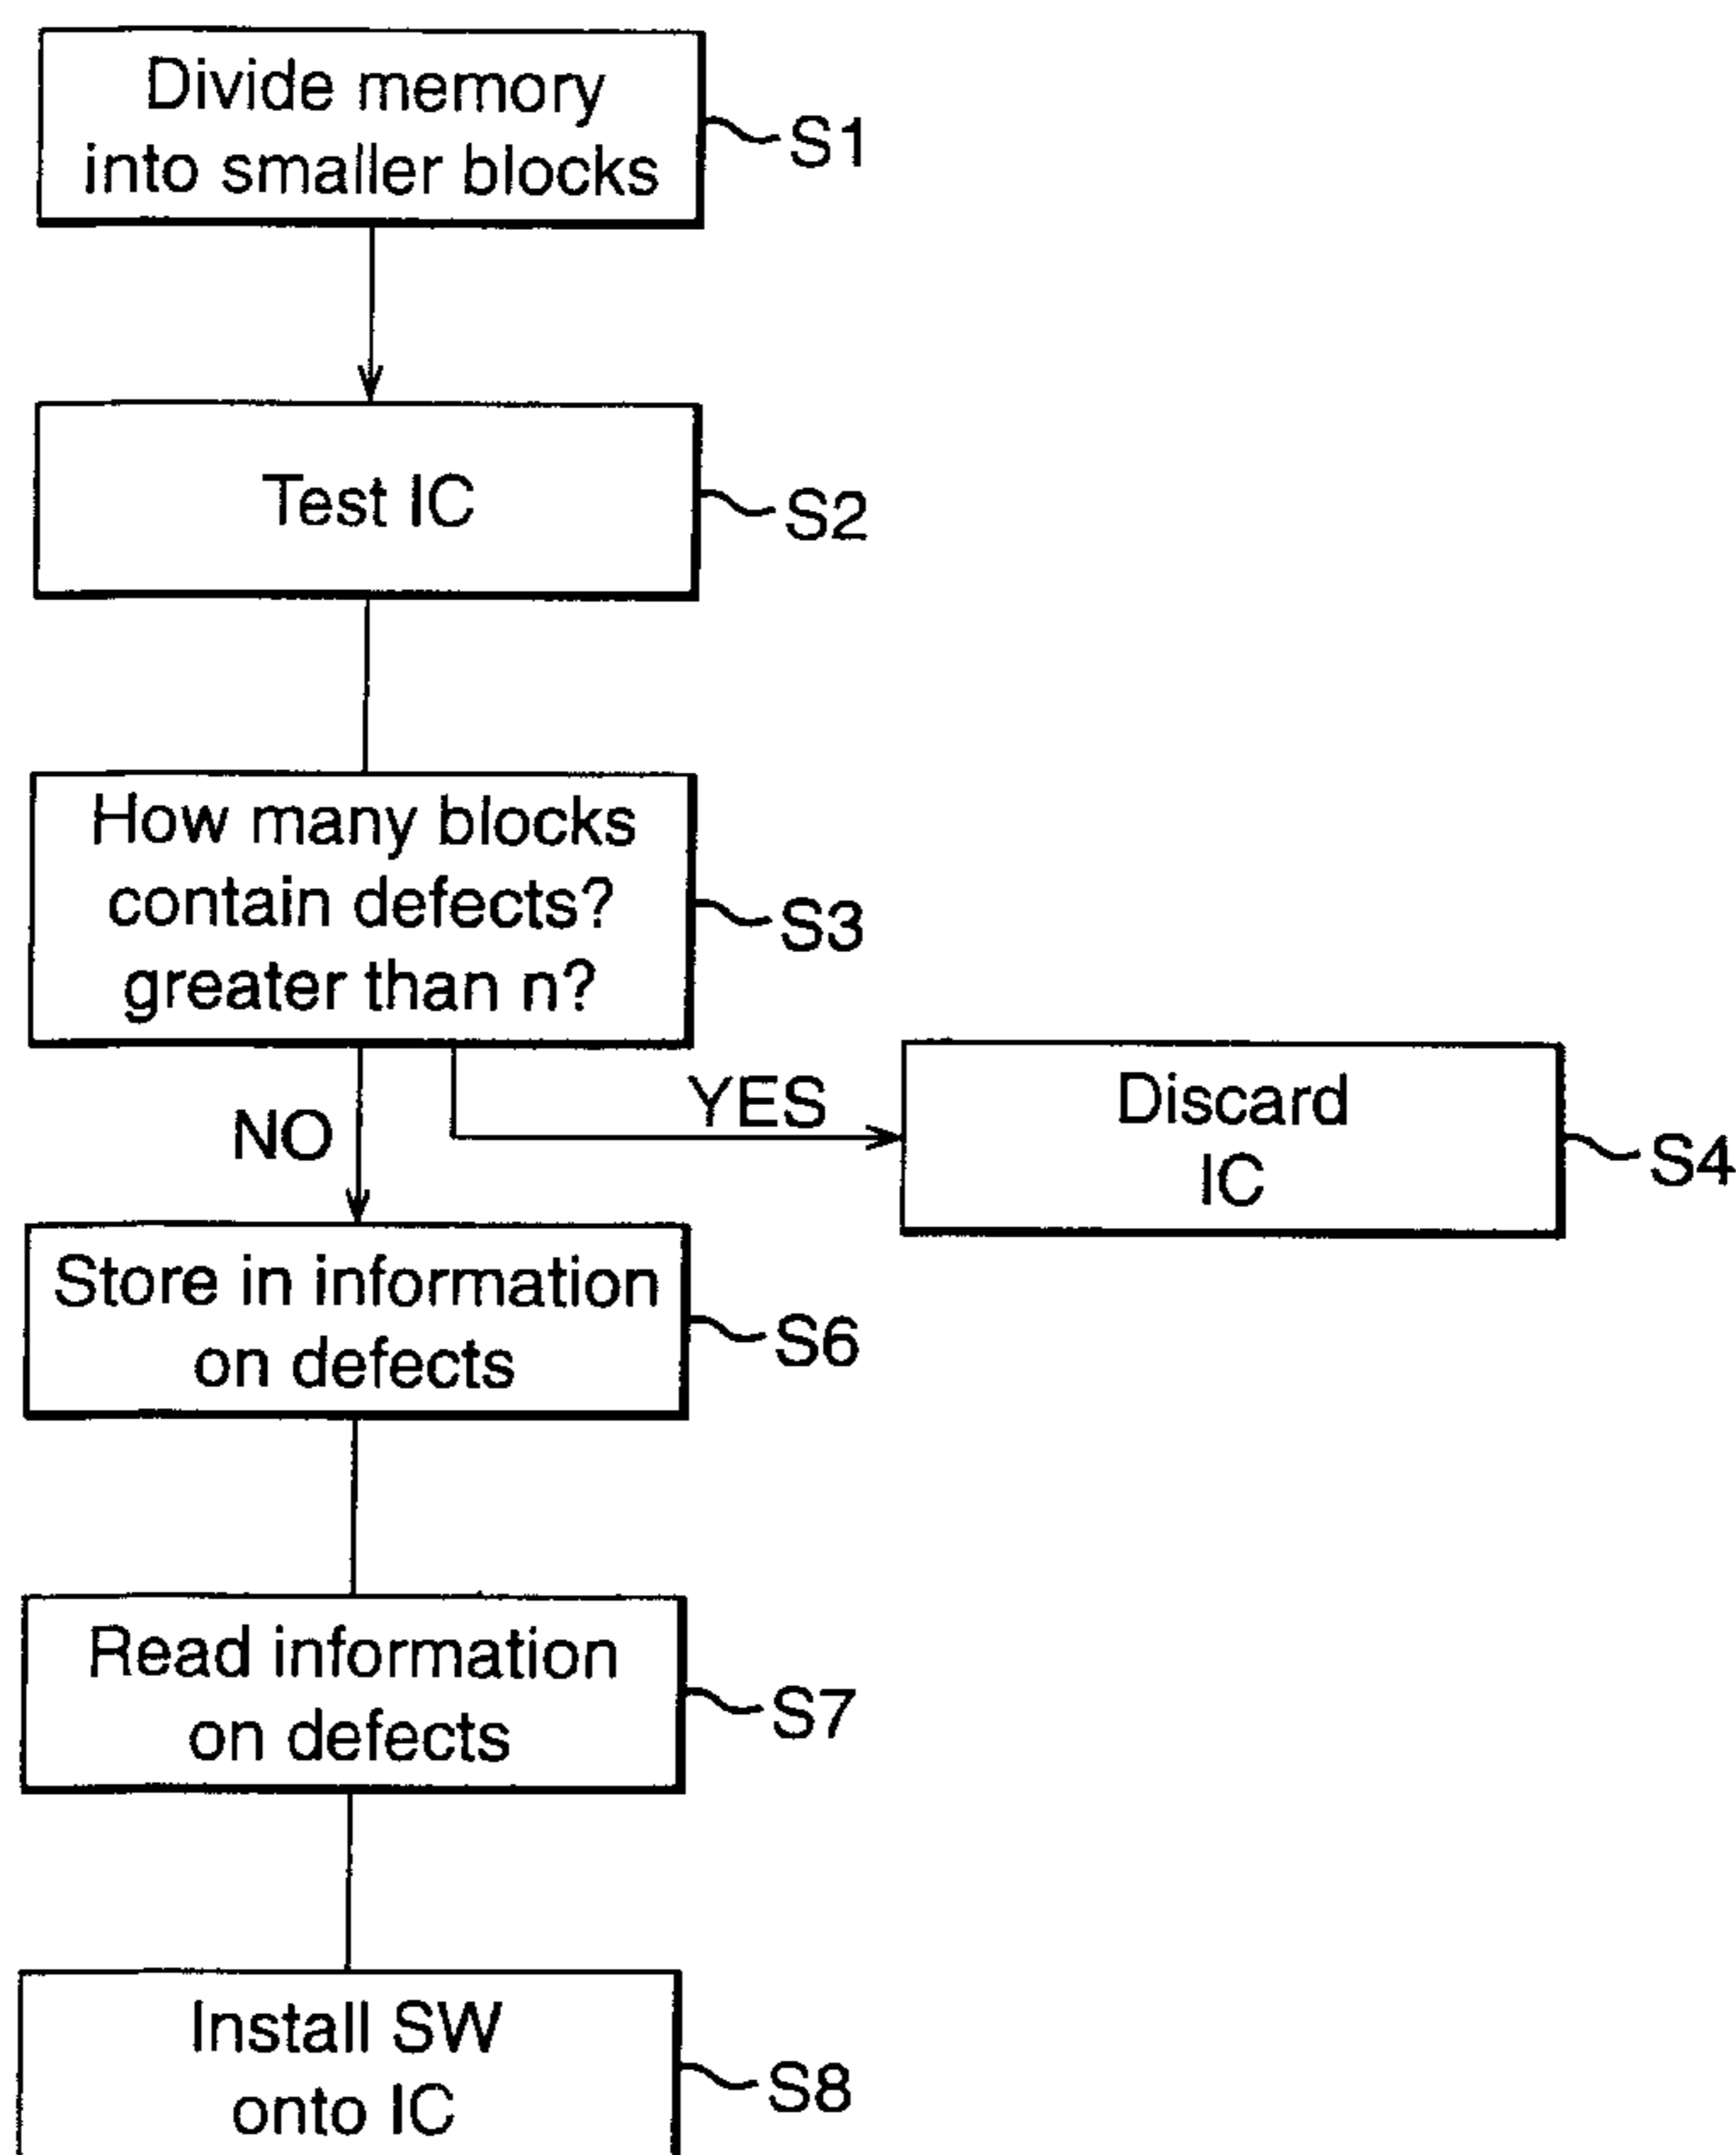 Divide memory
into smaller blocks
S1
Test IC
S2
How many blocks
contain defects?
greater than n?
S3
NO
YES
Discard
IC
S4
Store in information
on defects
S6
Read information
on defects
S7
Install SW
onto IC
S8